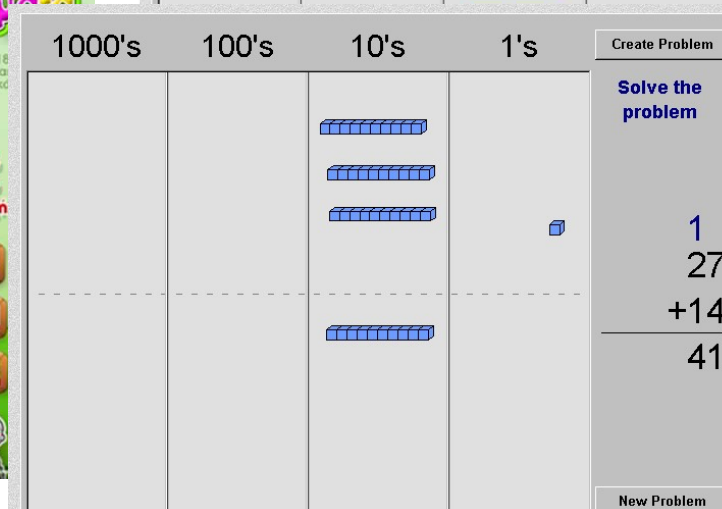 1000's 100's 10's 1's
Create Problem
Solve the
problem
1
27
+14
41
New Problem